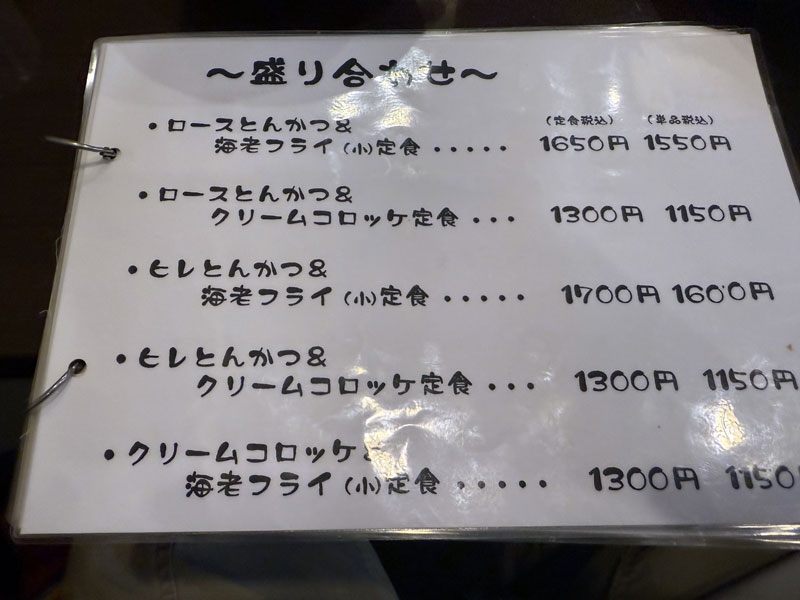 ～盛り合わせ～
(定食税込) (単品税込)
・ロースとんかつ＆
海老フライ(小)定食・・・・・ 1650円 1550円
・ロースとんかつ＆
クリームコロッケ定食・・・ 1300円 1150円
・ヒレとんかつ＆
海老フライ(小)定食・・・・・ 1700円 1600円
・ヒレとんかつ＆
クリームコロッケ定食・・・ 1300円 1150円
・クリームコロッケ
海老フライ(小)定食・・・・・ 1300円 1150